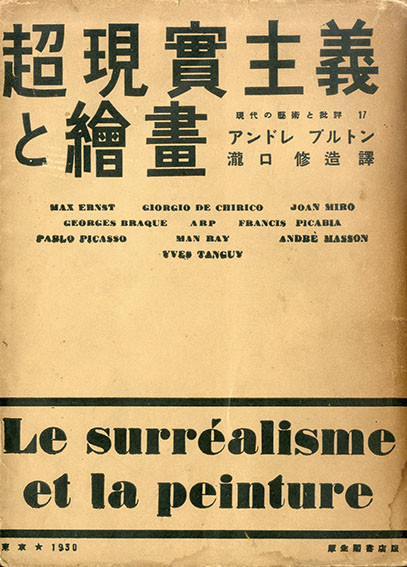 超現實主義
と繪畫
現代の藝術と批評 17
アンドレ ブルトン
瀧口修造譯
MAX ERNST GIORGIO DE CHIRICO JOAN MIRO
GEORGES BRAQUE ARP FRANCIS PICABIA
PABLO PICASSO MAN RAY ANDRÈ MASSON
YVES TANGUY
Le surréalisme
et la peinture
東京 ★ 1930 厚生閣書店版